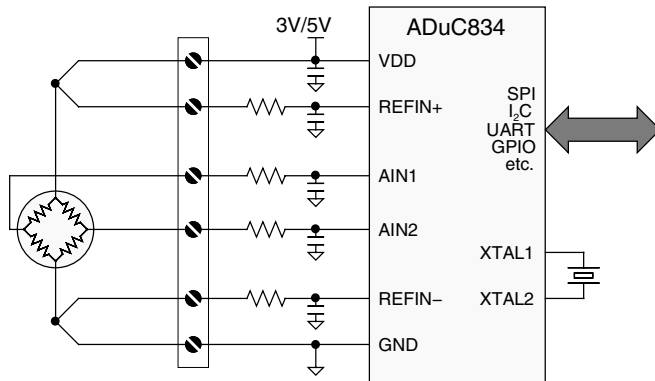 3V/5V
ADuC834
VDD
REFIN+
AIN1
AIN2
REFIN−
GND
SPI
I2C
UART
GPIO
etc.
XTAL1
XTAL2